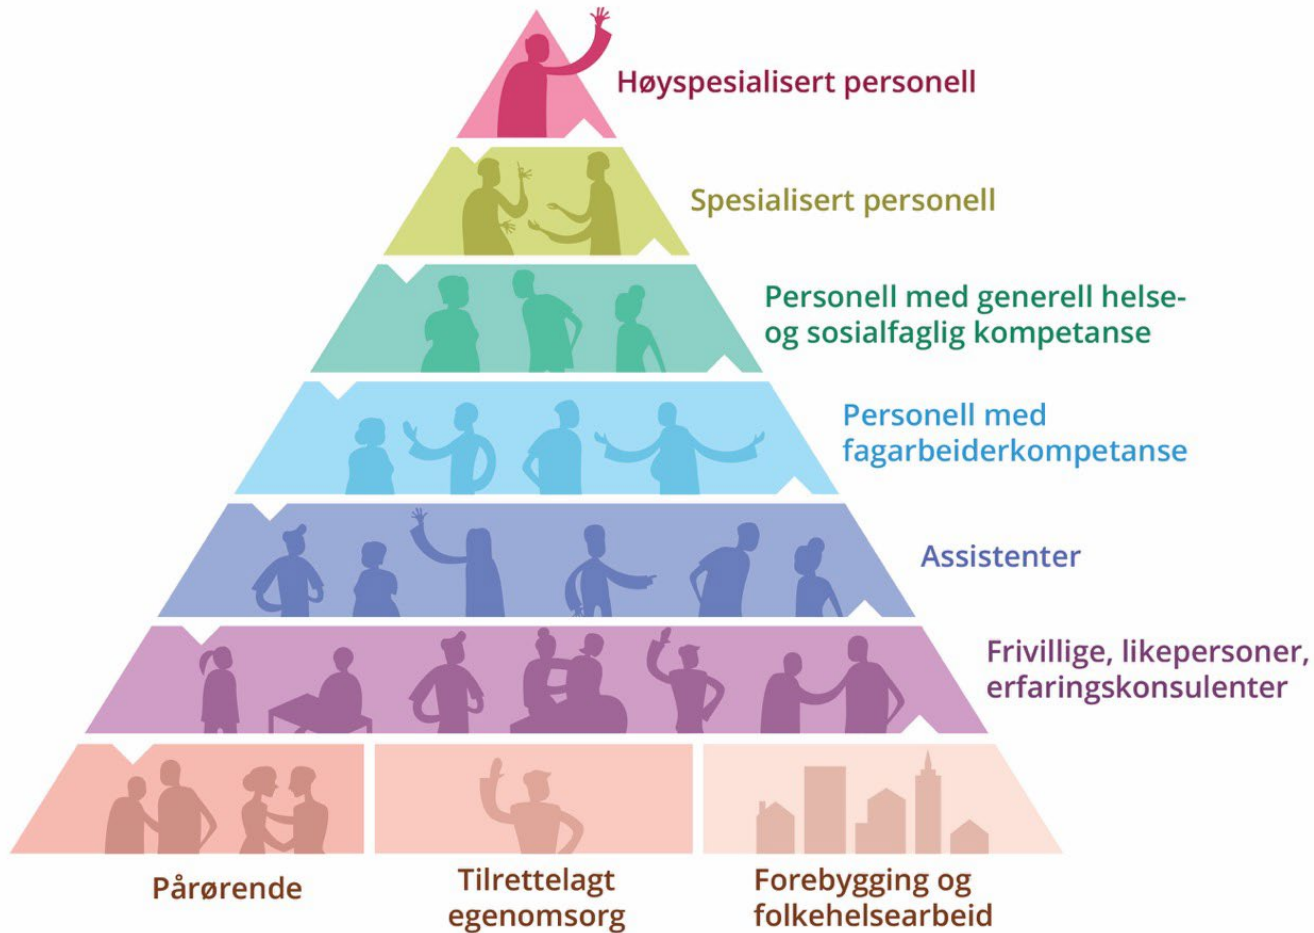 Høyspesialisert personell
Spesialisert personell
Personell med generell helse-
og sosialfaglig kompetanse
Personell med
fagarbeiderkompetanse
Assistenter
Frivillige, likepersoner,
erfaringskonsulenter
Pårørende
Tilrettelagt
egenomsorg
Forebygging og
folkehelsearbeid